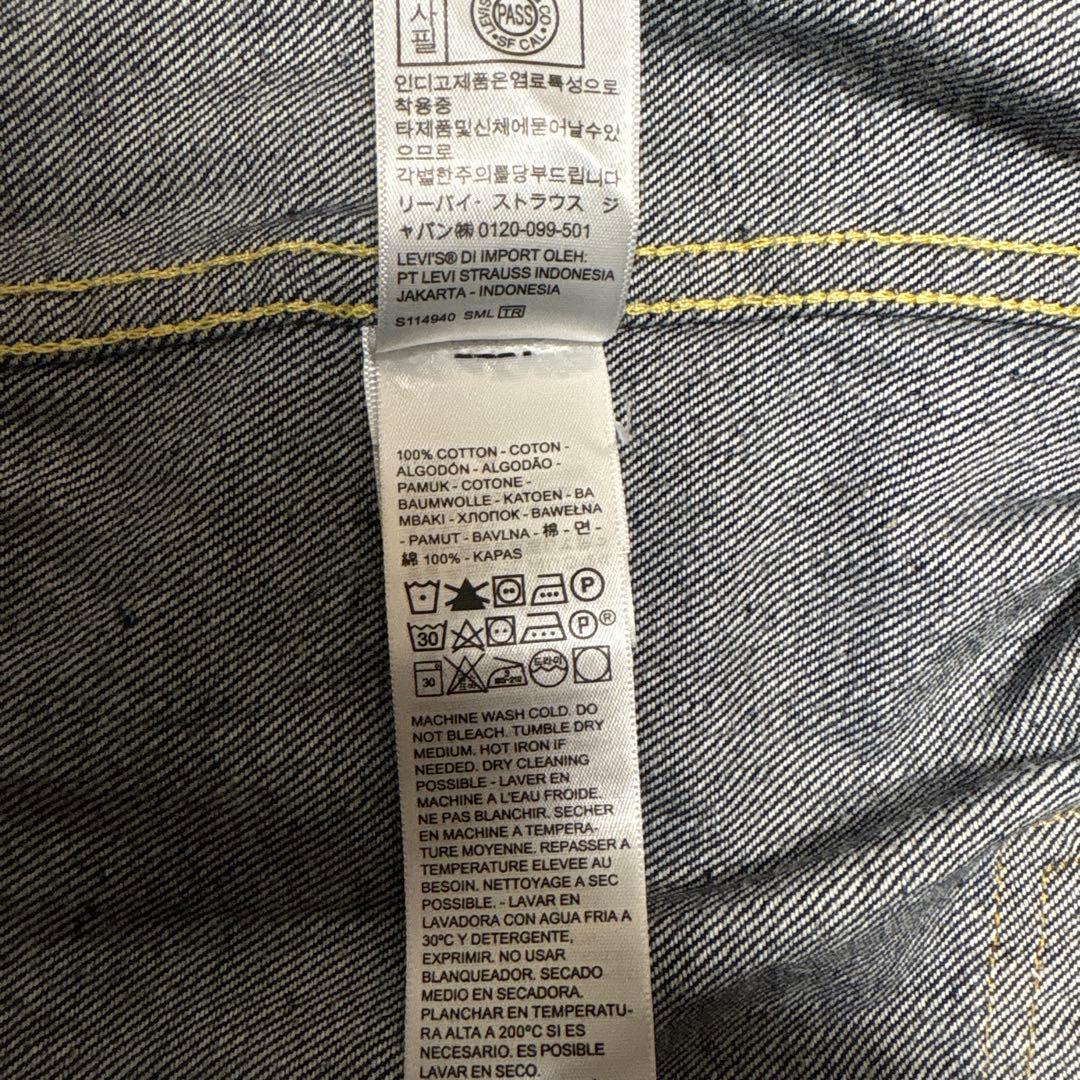 사
필
LEVI'S
PASS
SF CAL.
CO
인디고제품은염료특성으로
착용중
타제품및신체에묻어날수있
으므로
각별한주의를당부드립니다
リーバイ・ストラウス ジ
ャパン㈱ 0120-099-501
LEVI'S® DI IMPORT OLEH:
PT LEVI STRAUSS INDONESIA
JAKARTA - INDONESIA
S114940 SML TR
100% COTTON - COTON -
ALGODÓN - ALGODÃO -
PAMUK - COTONE -
BAUMWOLLE - KATOEN - BA
MBAKI - ХЛОПОК - BAWEŁNA
- PAMUT - BAVLNA - 棉 - 면 -
綿 100% - KAPAS
P
30
P ®
30
드라이
MACHINE WASH COLD. DO
NOT BLEACH. TUMBLE DRY
MEDIUM. HOT IRON IF
NEEDED. DRY CLEANING
POSSIBLE - LAVER EN
MACHINE A L'EAU FROIDE.
NE PAS BLANCHIR. SECHER
EN MACHINE A TEMPERA-
TURE MOYENNE. REPASSER A
TEMPERATURE ELEVEE AU
BESOIN. NETTOYAGE A SEC
POSSIBLE. - LAVAR EN
LAVADORA CON AGUA FRIA A
30ºC Y DETERGENTE,
EXPRIMIR. NO USAR
BLANQUEADOR. SECADO
MEDIO EN SECADORA.
PLANCHAR EN TEMPERATU-
RA ALTA A 200ºC SI ES
NECESARIO. ES POSIBLE
LAVAR EN SECO.